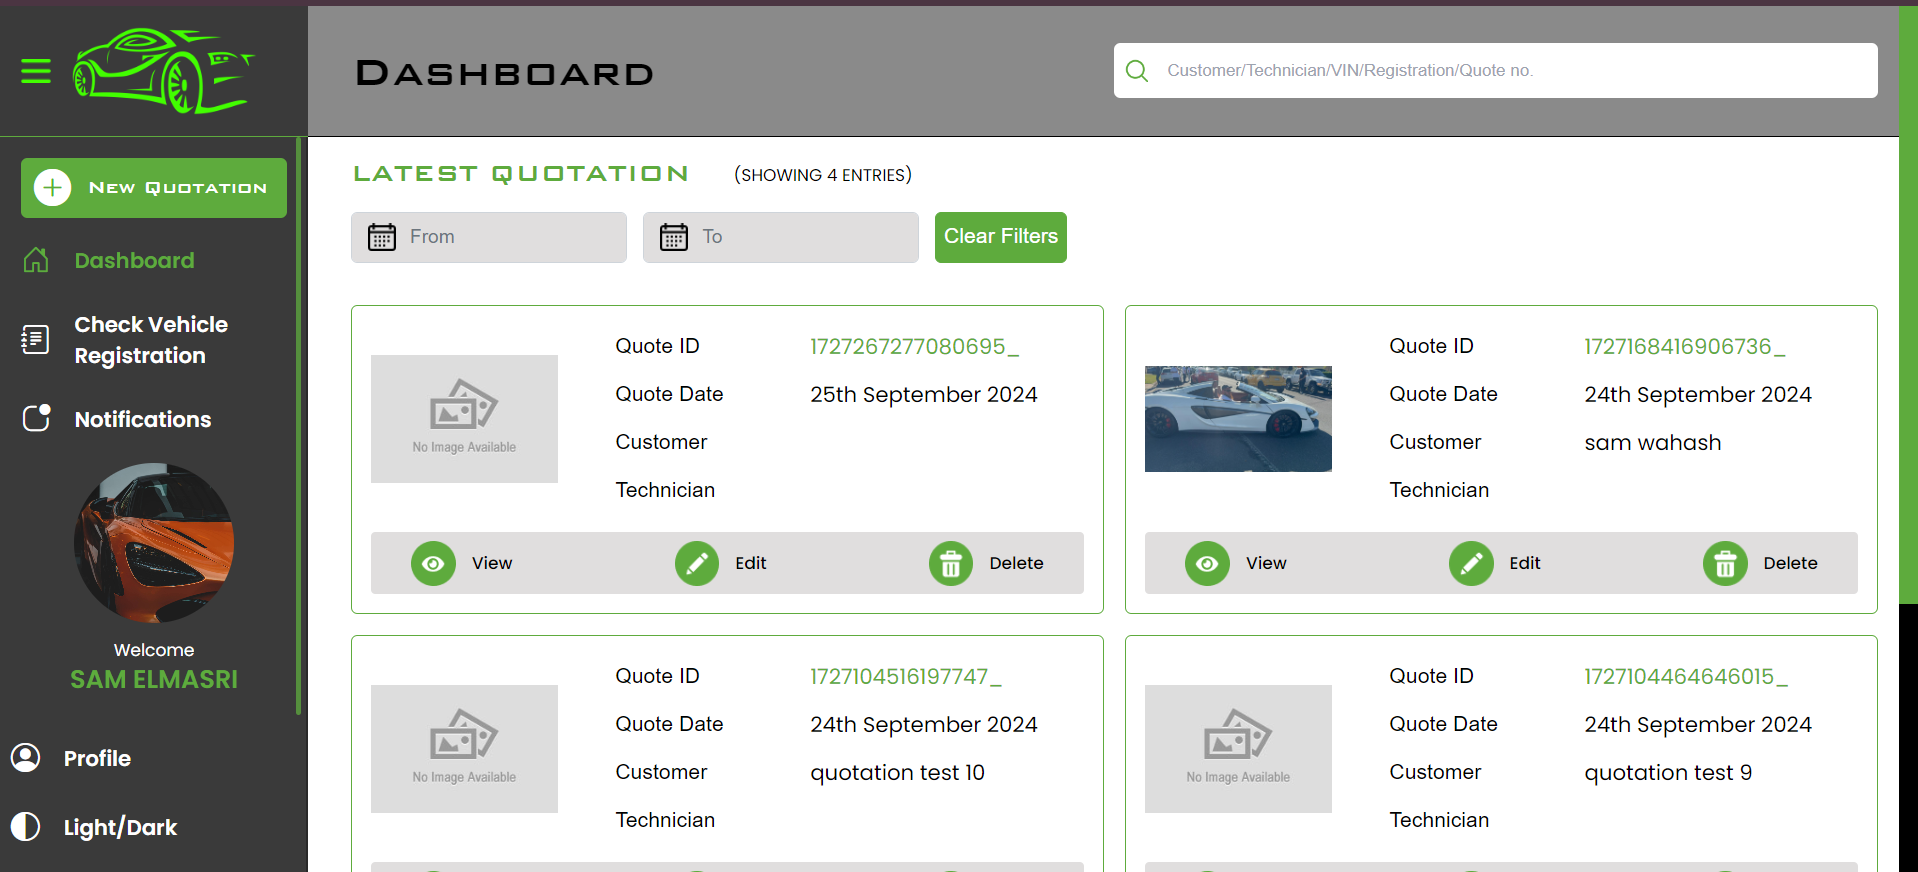 DASHBOARD
Customer/Technician/VIN/Registration/Quote no.
NEW QUOTATION
Dashboard
Check Vehicle
Registration
Notifications
Welcome
SAM ELMASRI
Profile
Light/Dark
LATEST QUOTATION (SHOWING 4 ENTRIES)
From To Clear Filters
Quote ID 1727267277080695_
Quote Date 25th September 2024
Customer
Technician
No Image Available
View Edit Delete
Quote ID 1727168416906736_
Quote Date 24th September 2024
Customer sam wahash
Technician
View Edit Delete
Quote ID 1727104516197747_
Quote Date 24th September 2024
Customer quotation test 10
Technician
No Image Available
Quote ID 1727104464646015_
Quote Date 24th September 2024
Customer quotation test 9
Technician
No Image Available